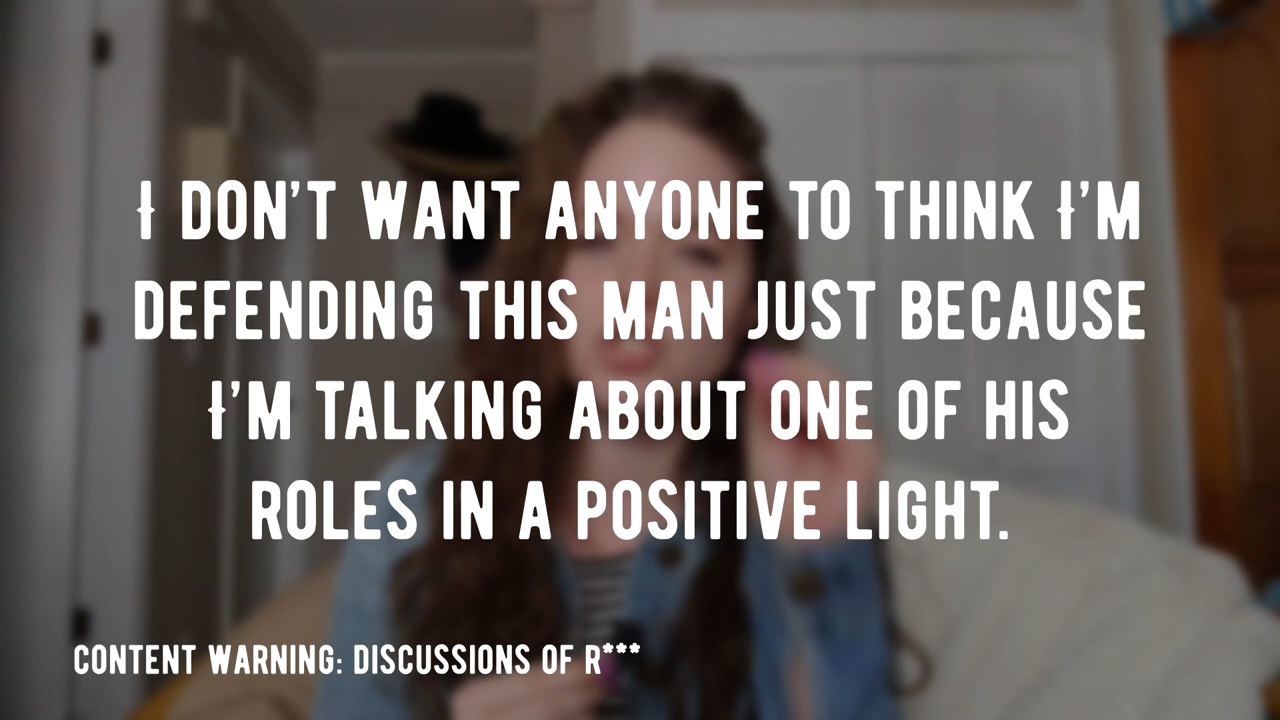 I DON'T WANT ANYONE TO THINK I'M
DEFENDING THIS MAN JUST BECAUSE
I'M TALKING ABOUT ONE OF HIS
ROLES IN A POSITIVE LIGHT.
CONTENT WARNING: DISCUSSIONS OF R***